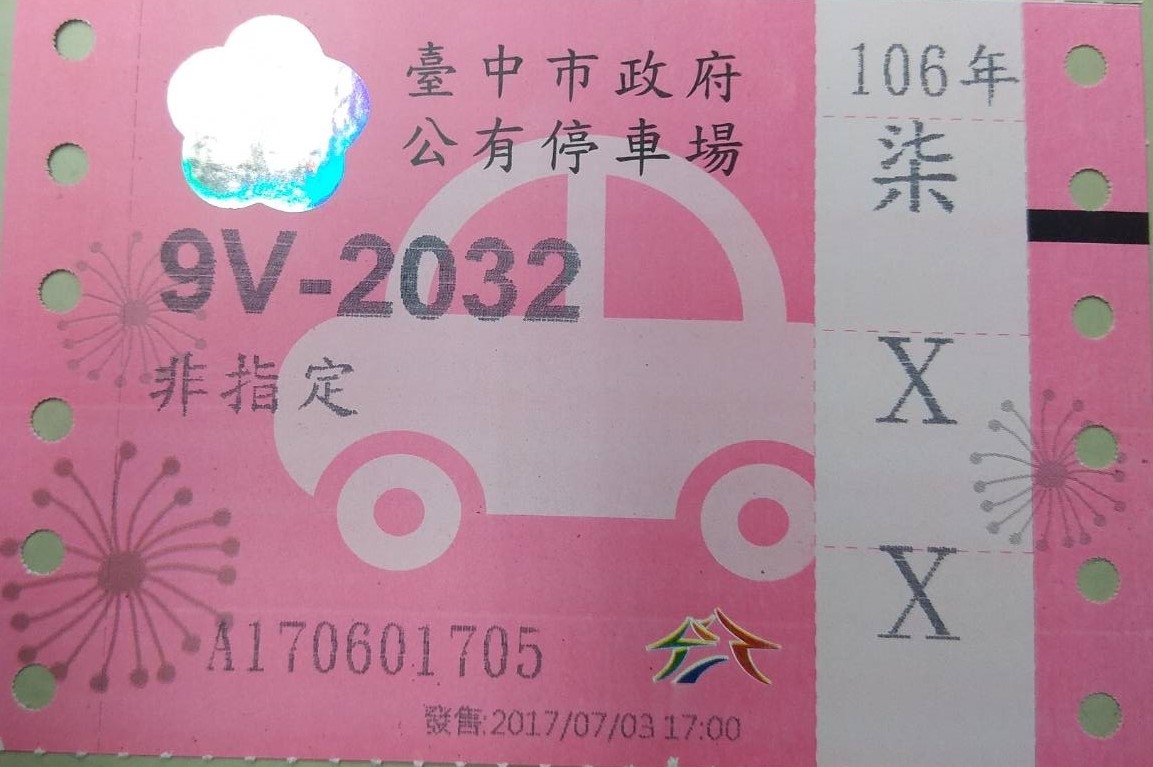 臺中市政府
公有停車場
9V-2032
非指定
A170601705
發售:2017/07/03 17:00
106年
柒
X
X